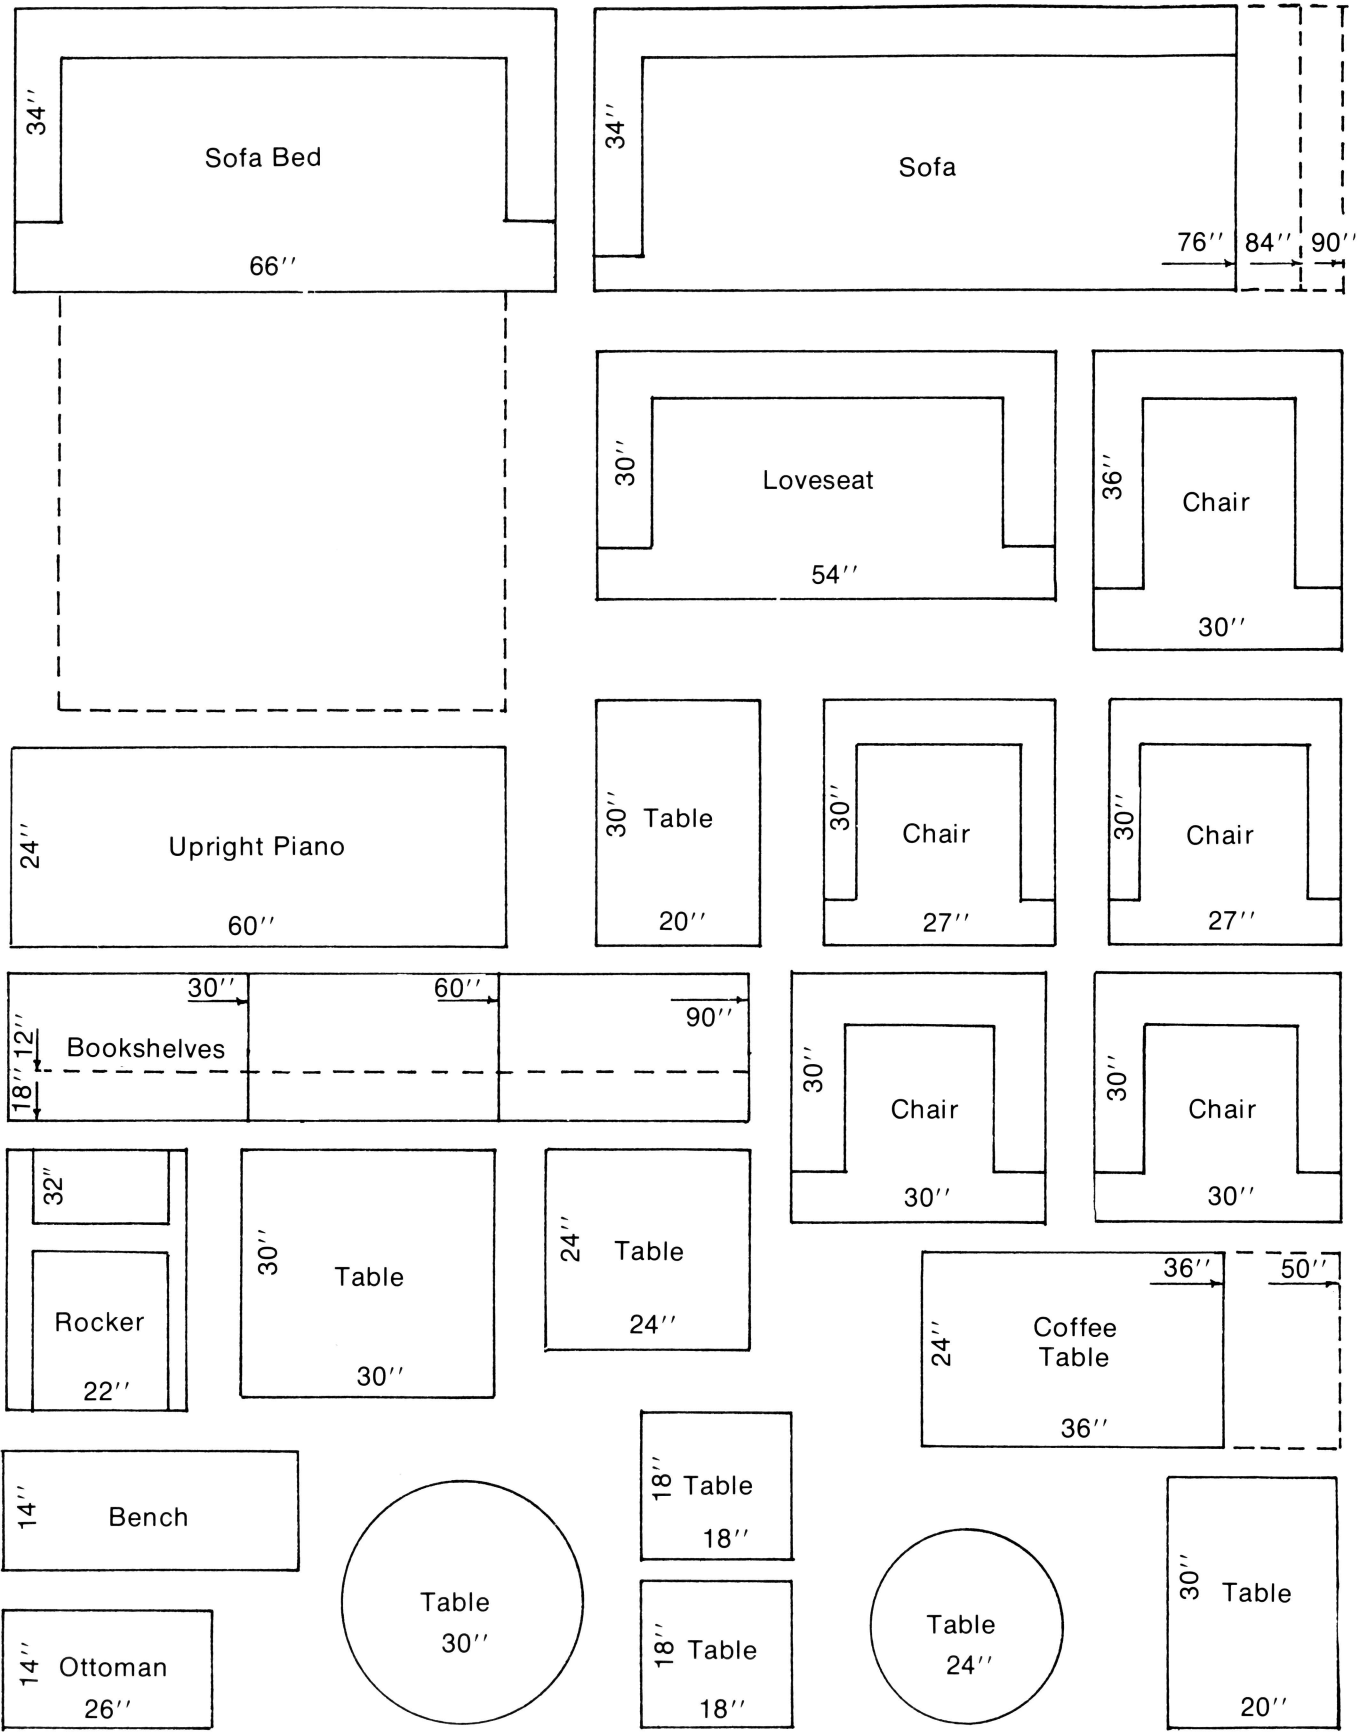 34′′
Sofa Bed
66′′
34′′
Sofa
76′′ 84′′ 90′′
30′′
Loveseat
54′′
36′′
Chair
30′′
24′′
Upright Piano
60′′
30′′
Table
20′′
30′′
Chair
27′′
30′′
Chair
27′′
30′′
60′′
90′′
12′′
Bookshelves
18′′
30′′
Chair
30′′
30′′
Chair
30′′
32″
Rocker
22′′
30′′
Table
30′′
24′′
Table
24′′
36′′
50′′
24′′
Coffee
Table
36′′
14′′
Bench
Table
30′′
18′′
Table
18′′
Table
24′′
30′′
Table
20′′
14′′
Ottoman
26′′
18′′
Table
18′′